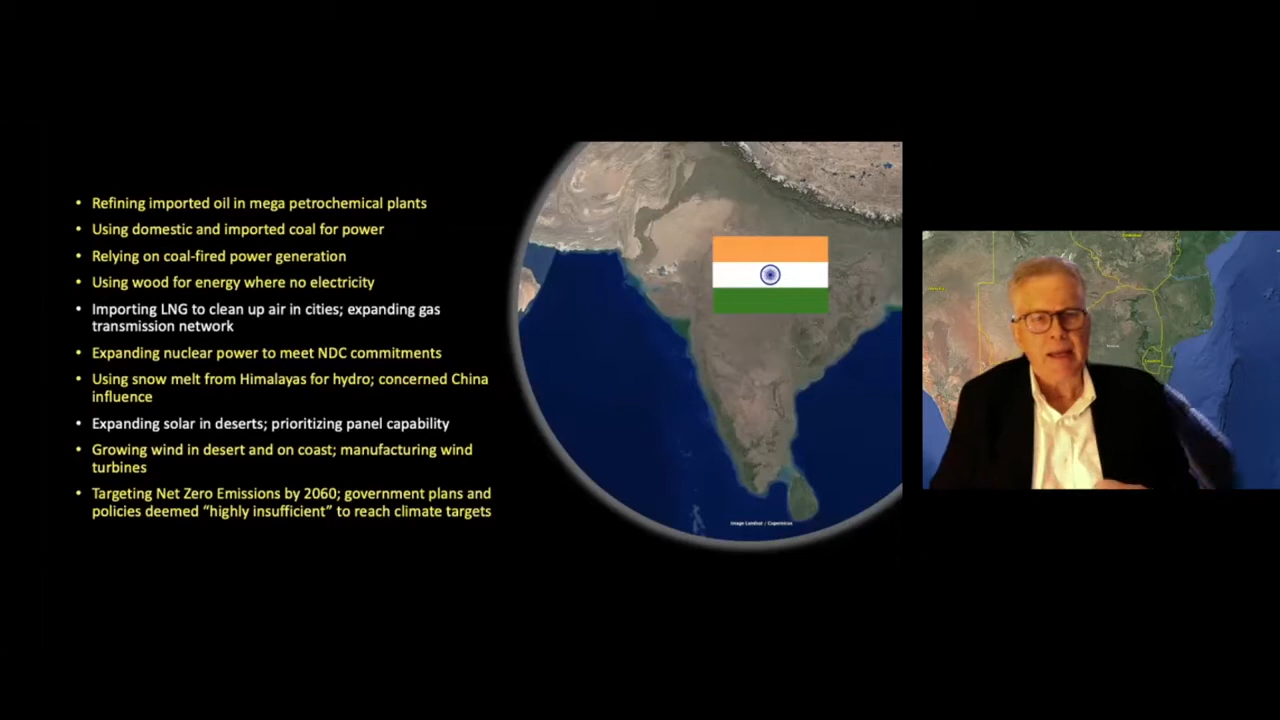 • Refining imported oil in mega petrochemical plants
• Using domestic and imported coal for power
• Relying on coal-fired power generation
• Using wood for energy where no electricity
• Importing LNG to clean up air in cities; expanding gas
transmission network
• Expanding nuclear power to meet NDC commitments
• Using snow melt from Himalayas for hydro; concerned China
influence
• Expanding solar in deserts; prioritizing panel capability
• Growing wind in desert and on coast; manufacturing wind
turbines
• Targeting Net Zero Emissions by 2060; government plans and
policies deemed “highly insufficient” to reach climate targets
Image Landsat / Copernicus